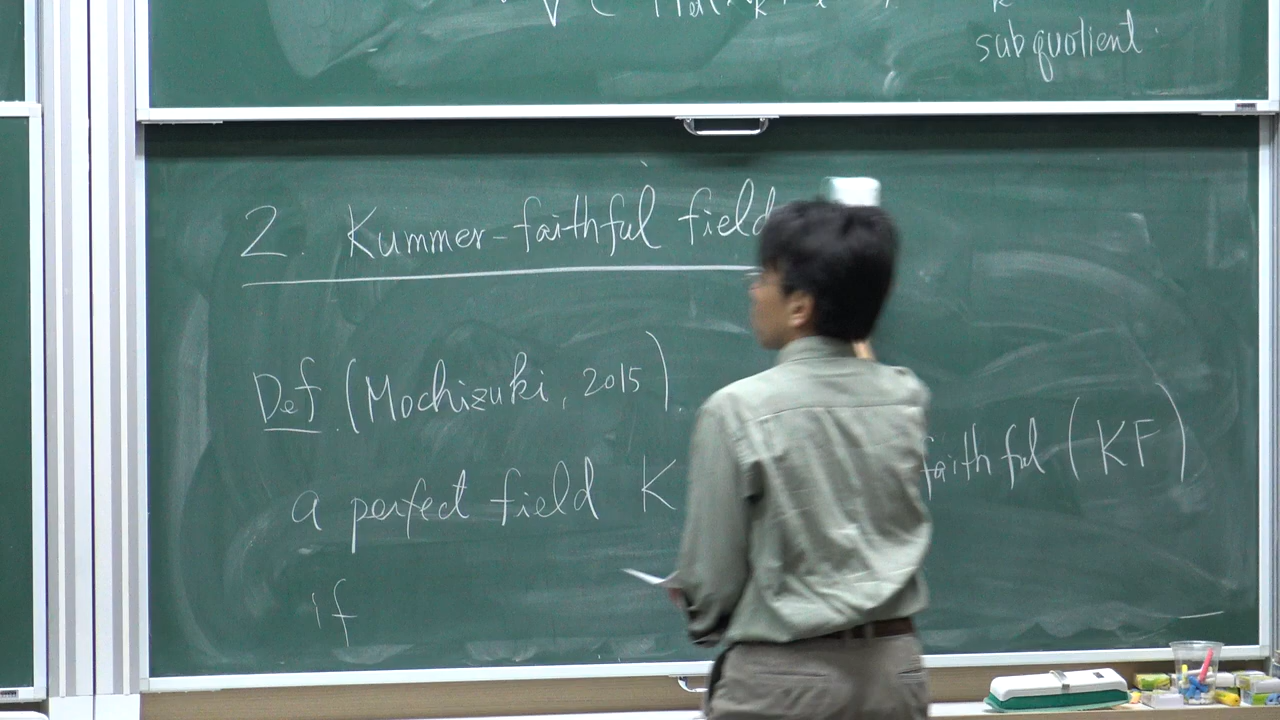 subquotient.
2. Kummer-faithful field
Def. (Mochizuki, 2015).
a perfect field K faithful (KF)
if